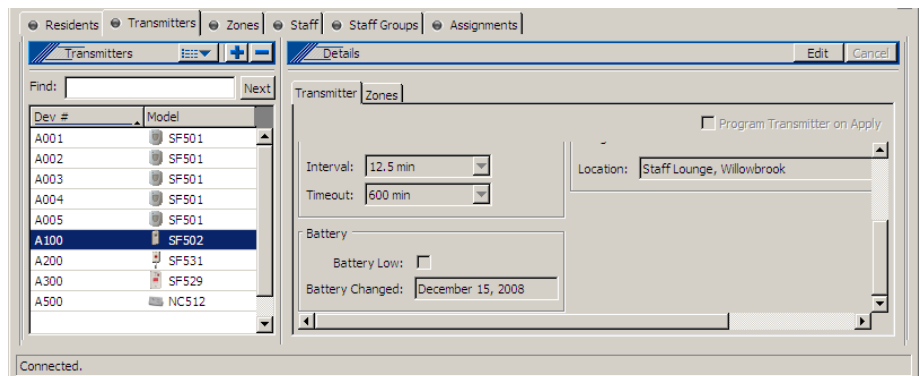 Residents Transmitters Zones Staff Staff Groups Assignments
Transmitters
Details Edit Cancel
Find: Next
Transmitter Zones
Dev # Model
Program Transmitter on Apply
A001 SF501
A002 SF501
A003 SF501
A004 SF501
A005 SF501
A100 SF502
A200 SF531
A300 SF529
A500 NC512
Interval: 12.5 min
Timeout: 600 min
Location: Staff Lounge, Willowbrook
Battery
Battery Low:
Battery Changed: December 15, 2008
Connected.